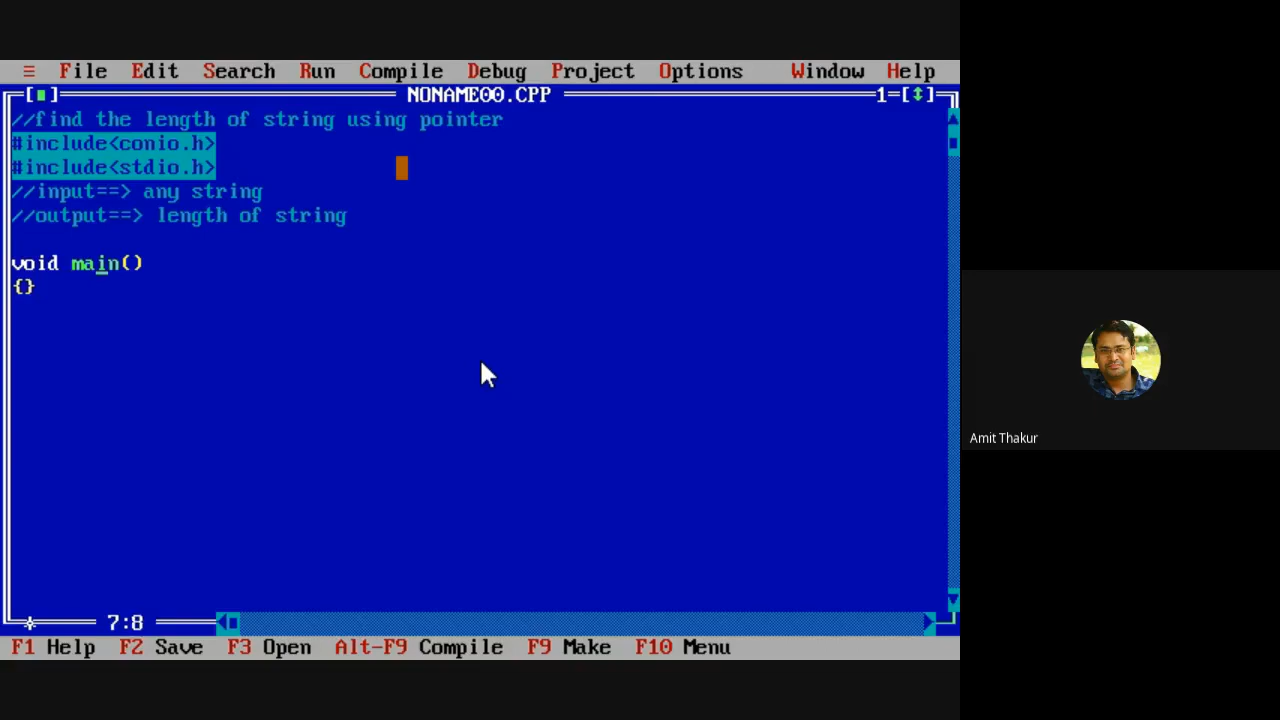 ≡ File Edit Search Run Compile Debug Project Options Window Help
[■] NONAME00.CPP 1=[↕]
//find the length of string using pointer
#include<conio.h>
#include<stdio.h>
//input==> any string
//output==> length of string
void main()
{}
Amit Thakur
7:8
F1 Help F2 Save F3 Open Alt-F9 Compile F9 Make F10 Menu